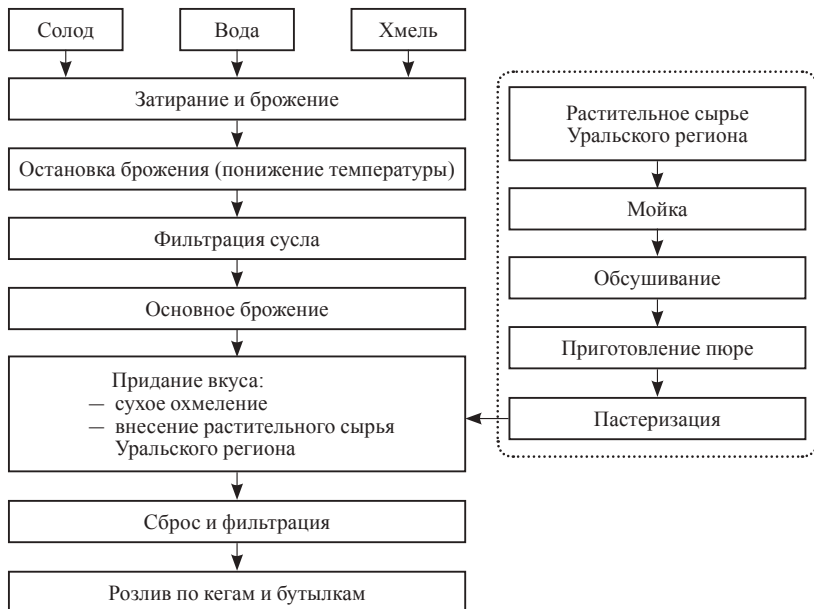 Солод
Вода
Хмель
Затирание и брожение
Остановка брожения (понижение температуры)
Фильтрация сусла
Основное брожение
Придание вкуса:
— сухое охмеление
— внесение растительного сырья
Уральского региона
Сброс и фильтрация
Розлив по кегам и бутылкам
Растительное сырье
Уральского региона
Мойка
Обсушивание
Приготовление пюре
Пастеризация